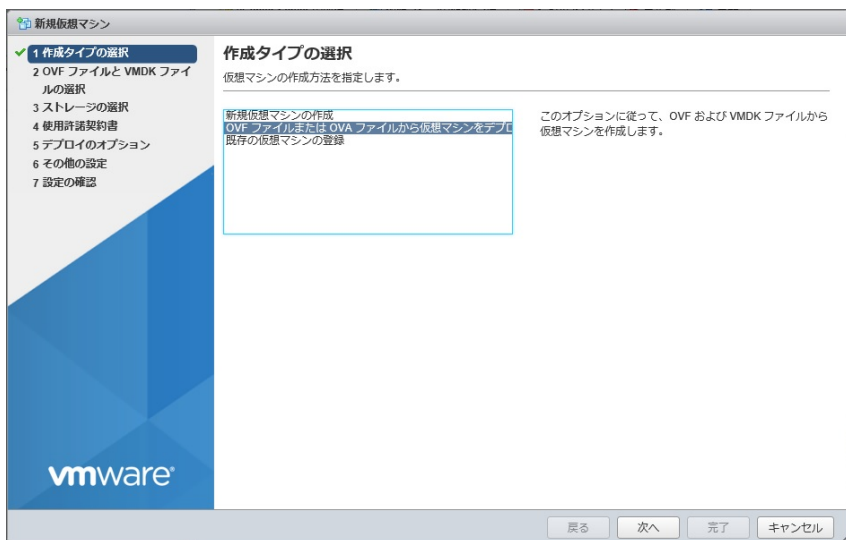 新規仮想マシン
1 作成タイプの選択
2 OVF ファイルと VMDK ファイ
ルの選択
3 ストレージの選択
4 使用許諾契約書
5 デプロイのオプション
6 その他の設定
7 設定の確認
作成タイプの選択
仮想マシンの作成方法を指定します。
新規仮想マシンの作成
OVF ファイルまたは OVA ファイルから仮想マシンをデプロ
既存の仮想マシンの登録
このオプションに従って、OVF および VMDK ファイルから
仮想マシンを作成します。
vmware
戻る
次へ
完了
キャンセル